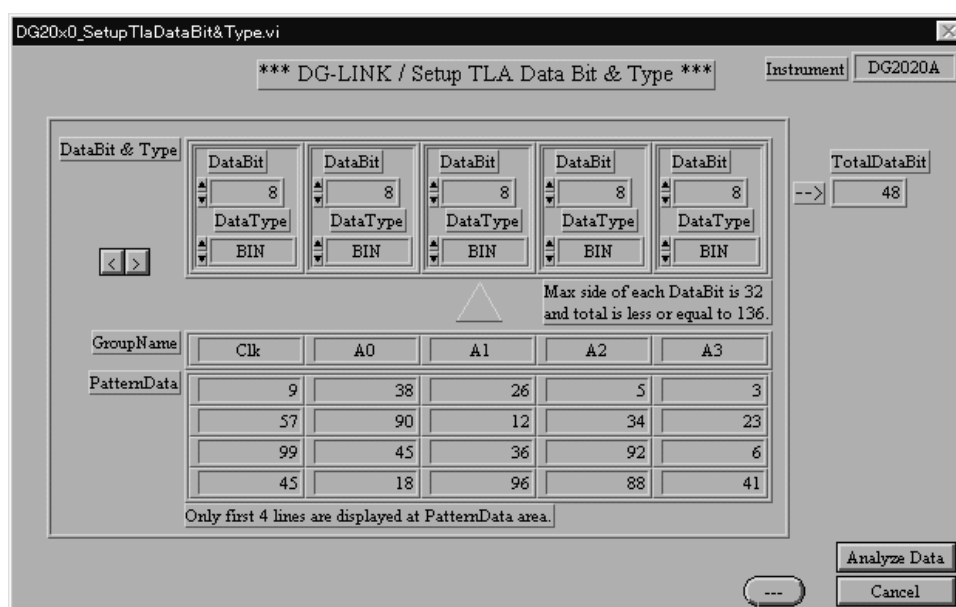 DG20x0_SetupTlaDataBit&Type.vi
*** DG-LINK / Setup TLA Data Bit & Type ***
Instrument DG2020A
DataBit & Type
DataBit DataBit DataBit DataBit DataBit
8 8 8 8 8
DataType DataType DataType DataType DataType
BIN BIN BIN BIN BIN
TotalDataBit
--> 48
< >
Max side of each DataBit is 32
and total is less or equal to 136.
GroupName Clk A0 A1 A2 A3
PatternData 9 38 26 5 3
57 90 12 34 23
99 45 36 92 6
45 18 96 88 41
Only first 4 lines are displayed at PatternData area.
Analyze Data
--- Cancel